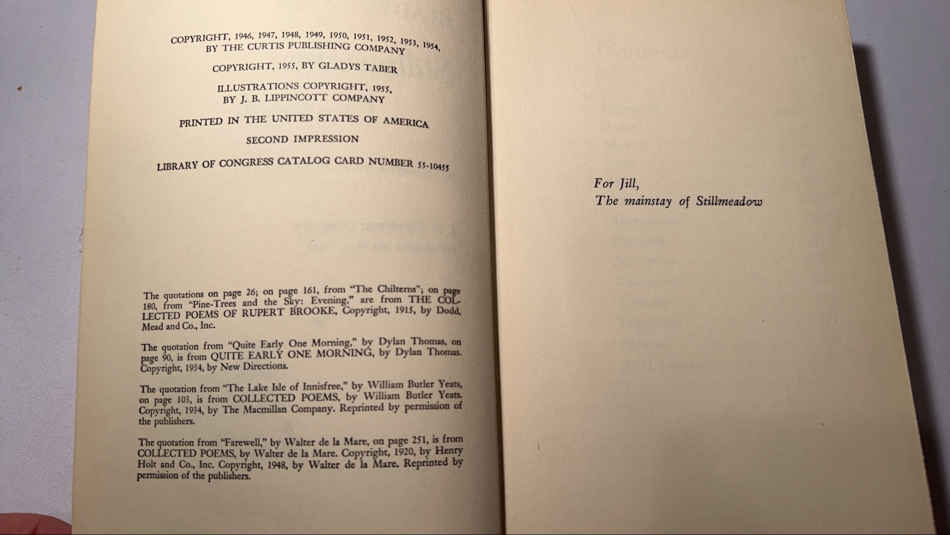 COPYRIGHT, 1946, 1947, 1948, 1949, 1950, 1951, 1952, 1953, 1954,
BY THE CURTIS PUBLISHING COMPANY
COPYRIGHT, 1955, BY GLADYS TABER
ILLUSTRATIONS COPYRIGHT, 1955,
BY J. B. LIPPINCOTT COMPANY
PRINTED IN THE UNITED STATES OF AMERICA
SECOND IMPRESSION
LIBRARY OF CONGRESS CATALOG CARD NUMBER 55-10455
The quotations on page 26; on page 161, from "The Chilterns"; on page
180, from "Pine-Trees and the Sky: Evening," are from THE COL-
LECTED POEMS OF RUPERT BROOKE, Copyright, 1915, by Dodd,
Mead and Co., Inc.
The quotation from "Quite Early One Morning," by Dylan Thomas, on
page 90, is from QUITE EARLY ONE MORNING, by Dylan Thomas.
Copyright, 1954, by New Directions.
The quotation from "The Lake Isle of Innisfree," by William Butler Yeats,
on page 103, is from COLLECTED POEMS, by William Butler Yeats.
Copyright, 1934, by The Macmillan Company. Reprinted by permission of
the publishers.
The quotation from "Farewell," by Walter de la Mare, on page 251, is from
COLLECTED POEMS, by Walter de la Mare. Copyright, 1920, by Henry
Holt and Co., Inc. Copyright, 1948, by Walter de la Mare. Reprinted by
permission of the publishers.
For Jill,
The mainstay of Stillmeadow